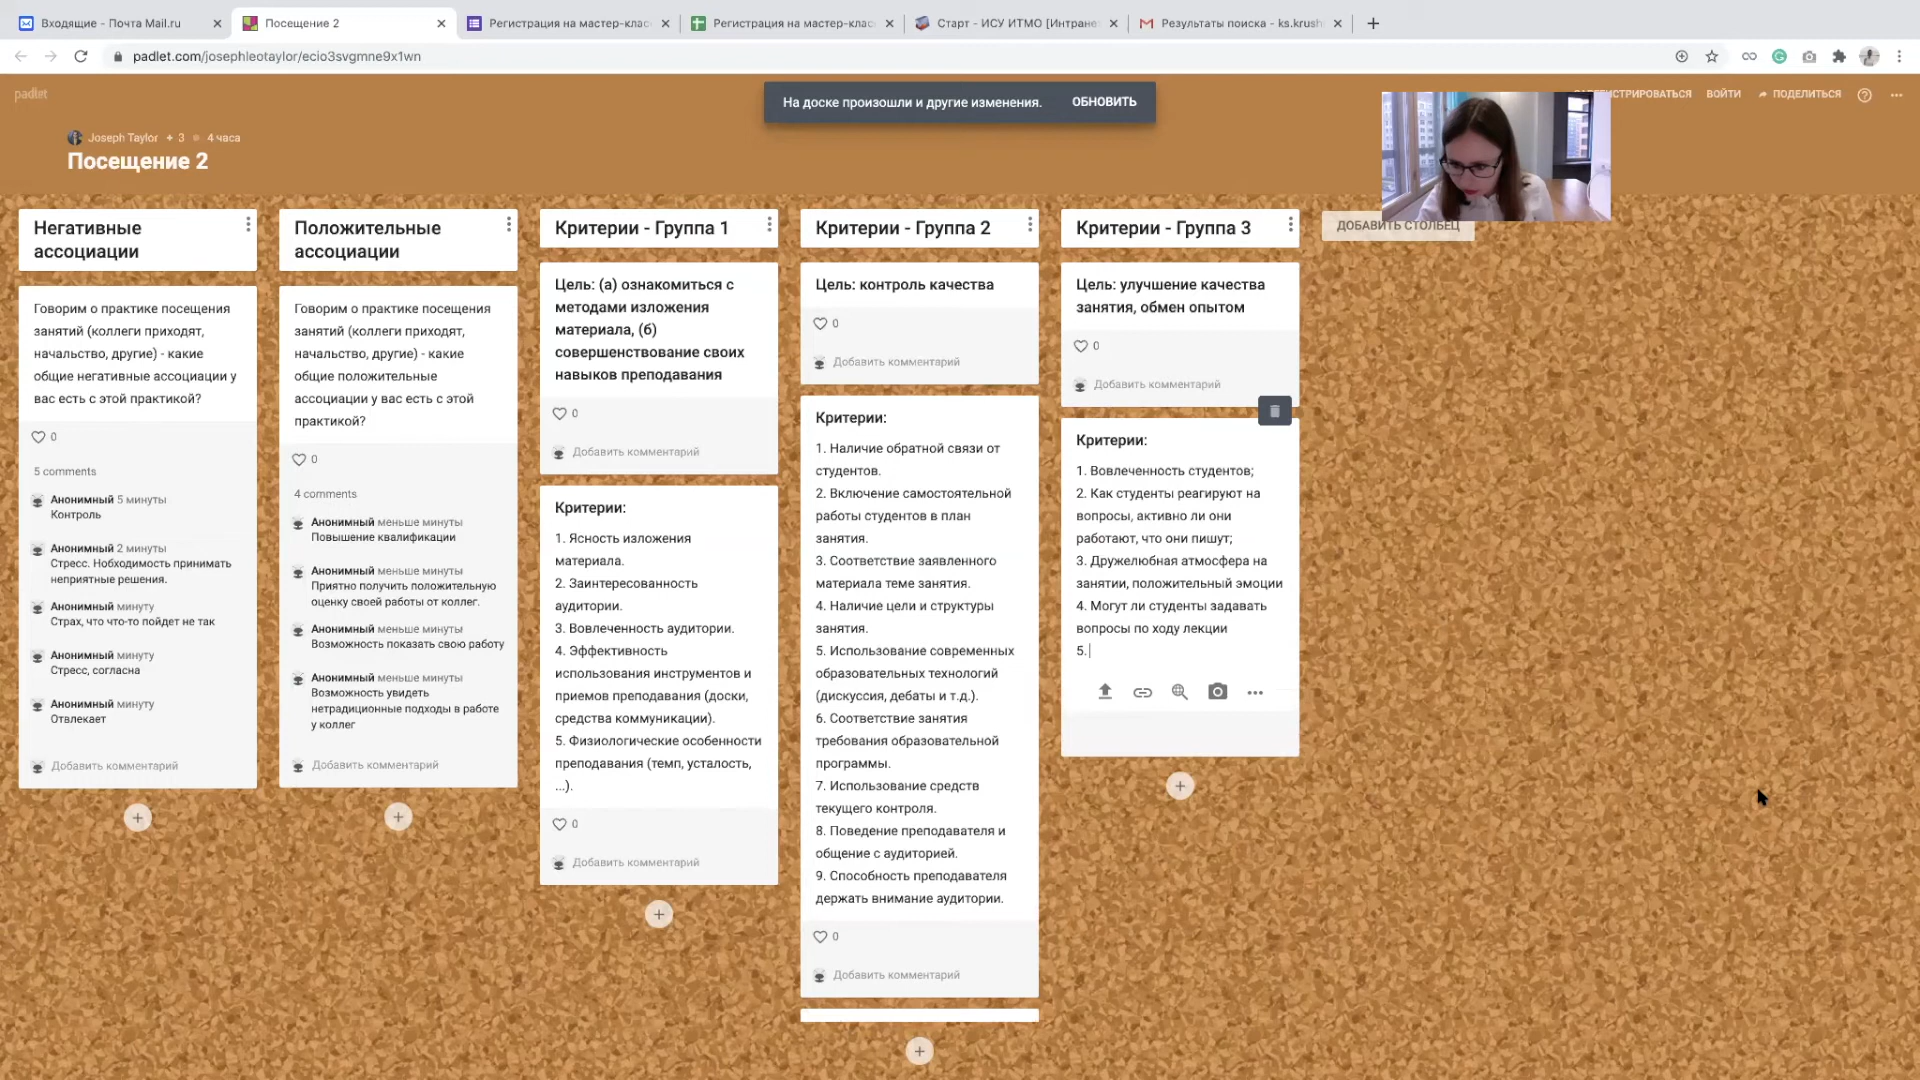 Входящие - Почта Mail.ru
Посещение 2
Регистрация на мастер-клас
Регистрация на мастер-клас
Старт - ИСУ ИТМО [Интранет
Результаты поиска - ks.krush
padlet.com/josephleotaylor/ecio3svgmne9x1wn
padlet
На доске произошли и другие изменения. ОБНОВИТЬ
ВОЙТИ
ПОДЕЛИТЬСЯ
Joseph Taylor + 3 4 часа
Посещение 2
Негативные
ассоциации
Говорим о практике посещения
занятий (коллеги приходят,
начальство, другие) - какие
общие негативные ассоциации у
вас есть с этой практикой?
0
5 comments
Анонимный 5 минуты
Контроль
Анонимный 2 минуты
Стресс. Нобходимость принимать
неприятные решения.
Анонимный минуту
Страх, что что-то пойдет не так
Анонимный минуту
Стресс, согласна
Анонимный минуту
Отвлекает
Добавить комментарий
Положительные
ассоциации
Говорим о практике посещения
занятий (коллеги приходят,
начальство, другие) - какие
общие положительные
ассоциации у вас есть с этой
практикой?
0
4 comments
Анонимный меньше минуты
Повышение квалификации
Анонимный меньше минуты
Приятно получить положительную
оценку своей работы от коллег.
Анонимный меньше минуты
Возможность показать свою работу
Анонимный меньше минуты
Возможность увидеть
нетрадиционные подходы в работе
у коллег
Добавить комментарий
Критерии - Группа 1
Цель: (а) ознакомиться с
методами изложения
материала, (б)
совершенствование своих
навыков преподавания
0
Добавить комментарий
Критерии:
1. Ясность изложения
материала.
2. Заинтересованность
аудитории.
3. Вовлеченность аудитории.
4. Эффективность
использования инструментов и
приемов преподавания (доски,
средства коммуникации).
5. Физиологические особенности
преподавания (темп, усталость,
...).
0
Добавить комментарий
Критерии - Группа 2
Цель: контроль качества
0
Добавить комментарий
Критерии:
1. Наличие обратной связи от
студентов.
2. Включение самостоятельной
работы студентов в план
занятия.
3. Соответствие заявленного
материала теме занятия.
4. Наличие цели и структуры
занятия.
5. Использование современных
образовательных технологий
(дискуссия, дебаты и т.д.).
6. Соответствие занятия
требования образовательной
программы.
7. Использование средств
текущего контроля.
8. Поведение преподавателя и
общение с аудиторией.
9. Способность преподавателя
держать внимание аудитории.
0
Добавить комментарий
Критерии - Группа 3
Цель: улучшение качества
занятия, обмен опытом
0
Добавить комментарий
Критерии:
1. Вовлеченность студентов;
2. Как студенты реагируют на
вопросы, активно ли они
работают, что они пишут;
3. Дружелюбная атмосфера на
занятии, положительный эмоции
4. Могут ли студенты задавать
вопросы по ходу лекции
5.
ДОБАВИТЬ СТОЛБЕЦ